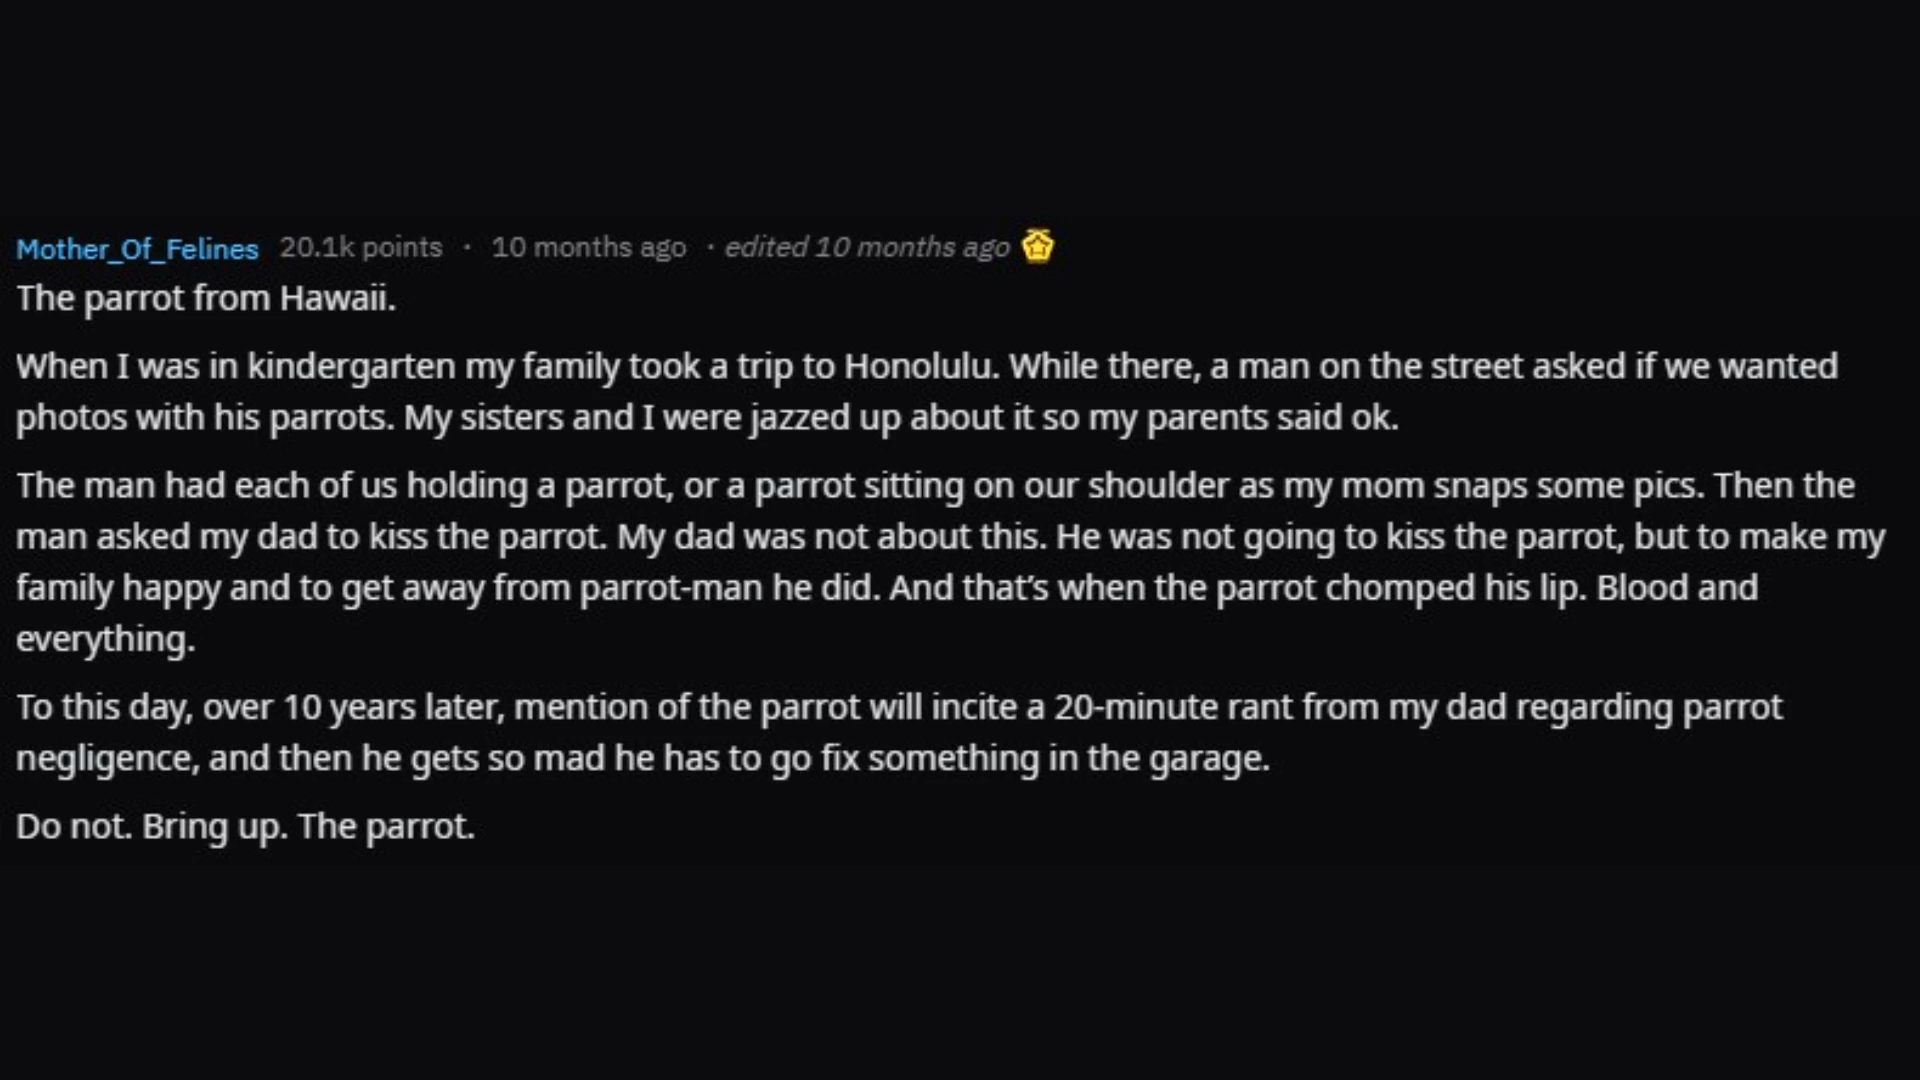 Mother_Of_Felines 20.1k points · 10 months ago · edited 10 months ago
The parrot from Hawaii.
When I was in kindergarten my family took a trip to Honolulu. While there, a man on the street asked if we wanted
photos with his parrots. My sisters and I were jazzed up about it so my parents said ok.
The man had each of us holding a parrot, or a parrot sitting on our shoulder as my mom snaps some pics. Then the
man asked my dad to kiss the parrot. My dad was not about this. He was not going to kiss the parrot, but to make my
family happy and to get away from parrot-man he did. And that’s when the parrot chomped his lip. Blood and
everything.
To this day, over 10 years later, mention of the parrot will incite a 20-minute rant from my dad regarding parrot
negligence, and then he gets so mad he has to go fix something in the garage.
Do not. Bring up. The parrot.